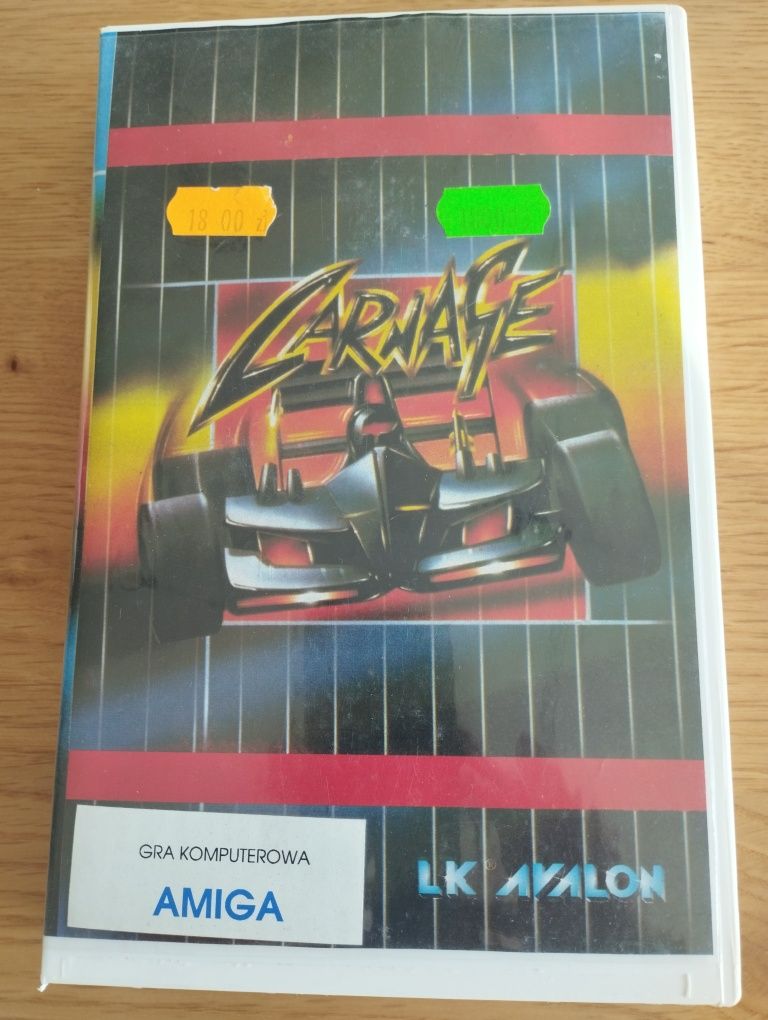 18 00 zł
CARNAGE
GRA KOMPUTEROWA
AMIGA
LK ® AVALON